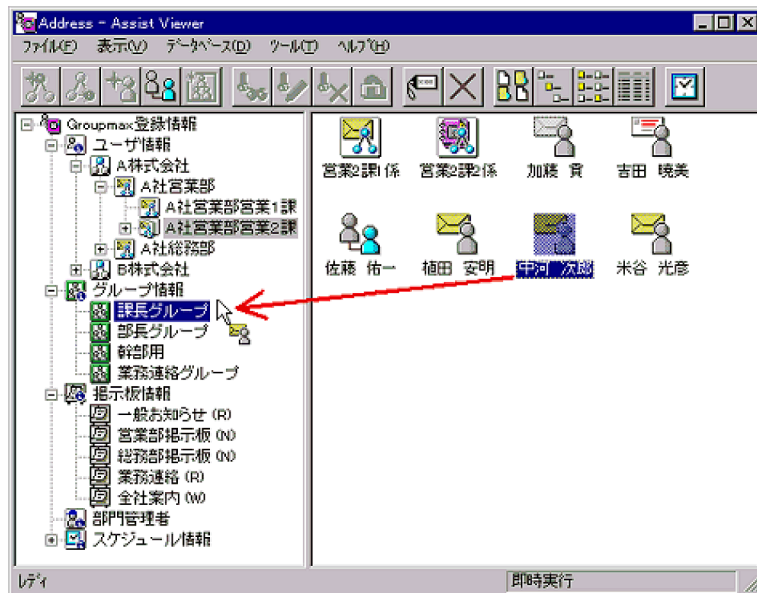 Address - Assist Viewer
ﾌｧｲﾙ(F) 表示(V) ﾃﾞｰﾀﾍﾞｰｽ(D) ﾂｰﾙ(T) ﾍﾙﾌﾟ(H)
Groupmax登録情報
ユーザ情報
A株式会社
A社営業部
A社営業部営業1課
A社営業部営業2課
A社総務部
B株式会社
グループ情報
課長グループ
部長グループ
幹部用
業務連絡グループ
掲示板情報
一般お知らせ (R)
営業部掲示板 (N)
総務部掲示板 (N)
業務連絡 (R)
全社案内 (W)
部門管理者
スケジュール情報
営業2課1係 営業2課2係 加藤 貢 吉田 暁美
佐藤 佑一 植田 安明 中河 次郎 米谷 光彦
ﾚﾃﾞｨ 即時実行